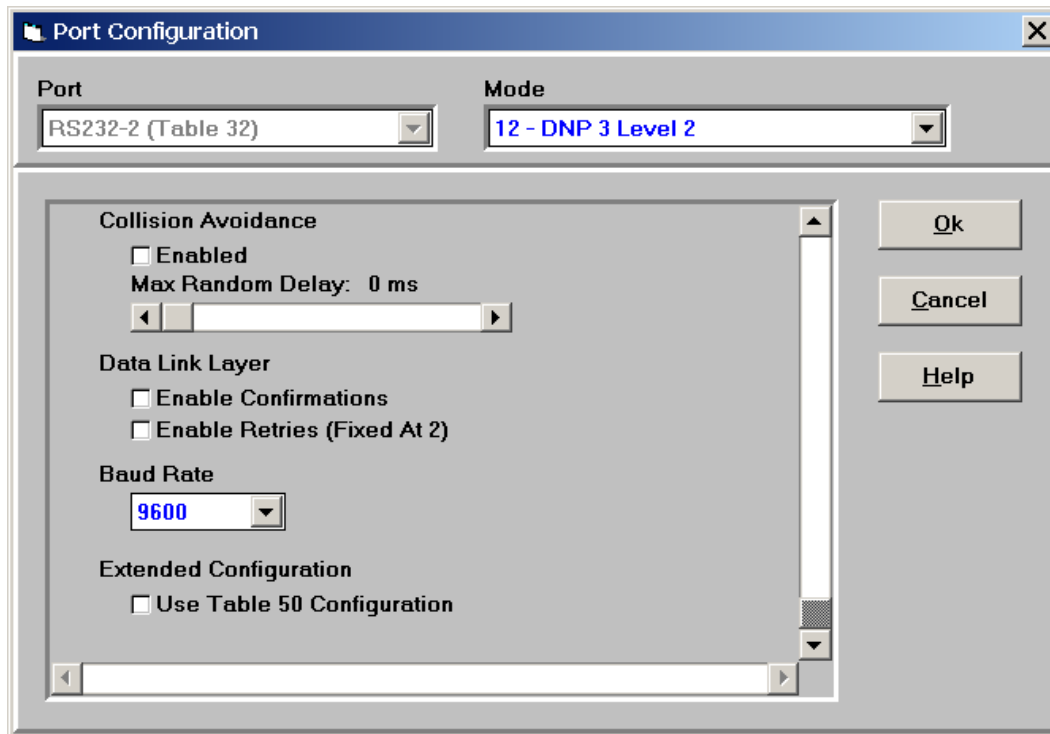 Port Configuration
Port
Mode
RS232-2 (Table 32)
12 - DNP 3 Level 2
Collision Avoidance
Enabled
Max Random Delay: 0 ms
Data Link Layer
Enable Confirmations
Enable Retries (Fixed At 2)
Baud Rate
9600
Extended Configuration
Use Table 50 Configuration
Ok
Cancel
Help